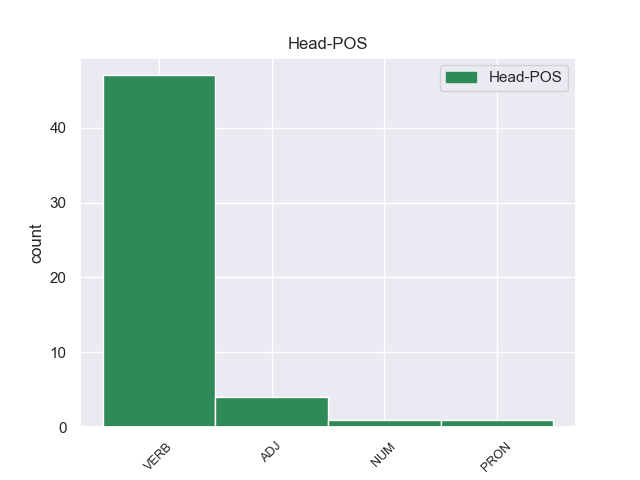 Head-POS
Head-POS
count
40
30
20
10
0
VERB
ADJ
NUM
PRON